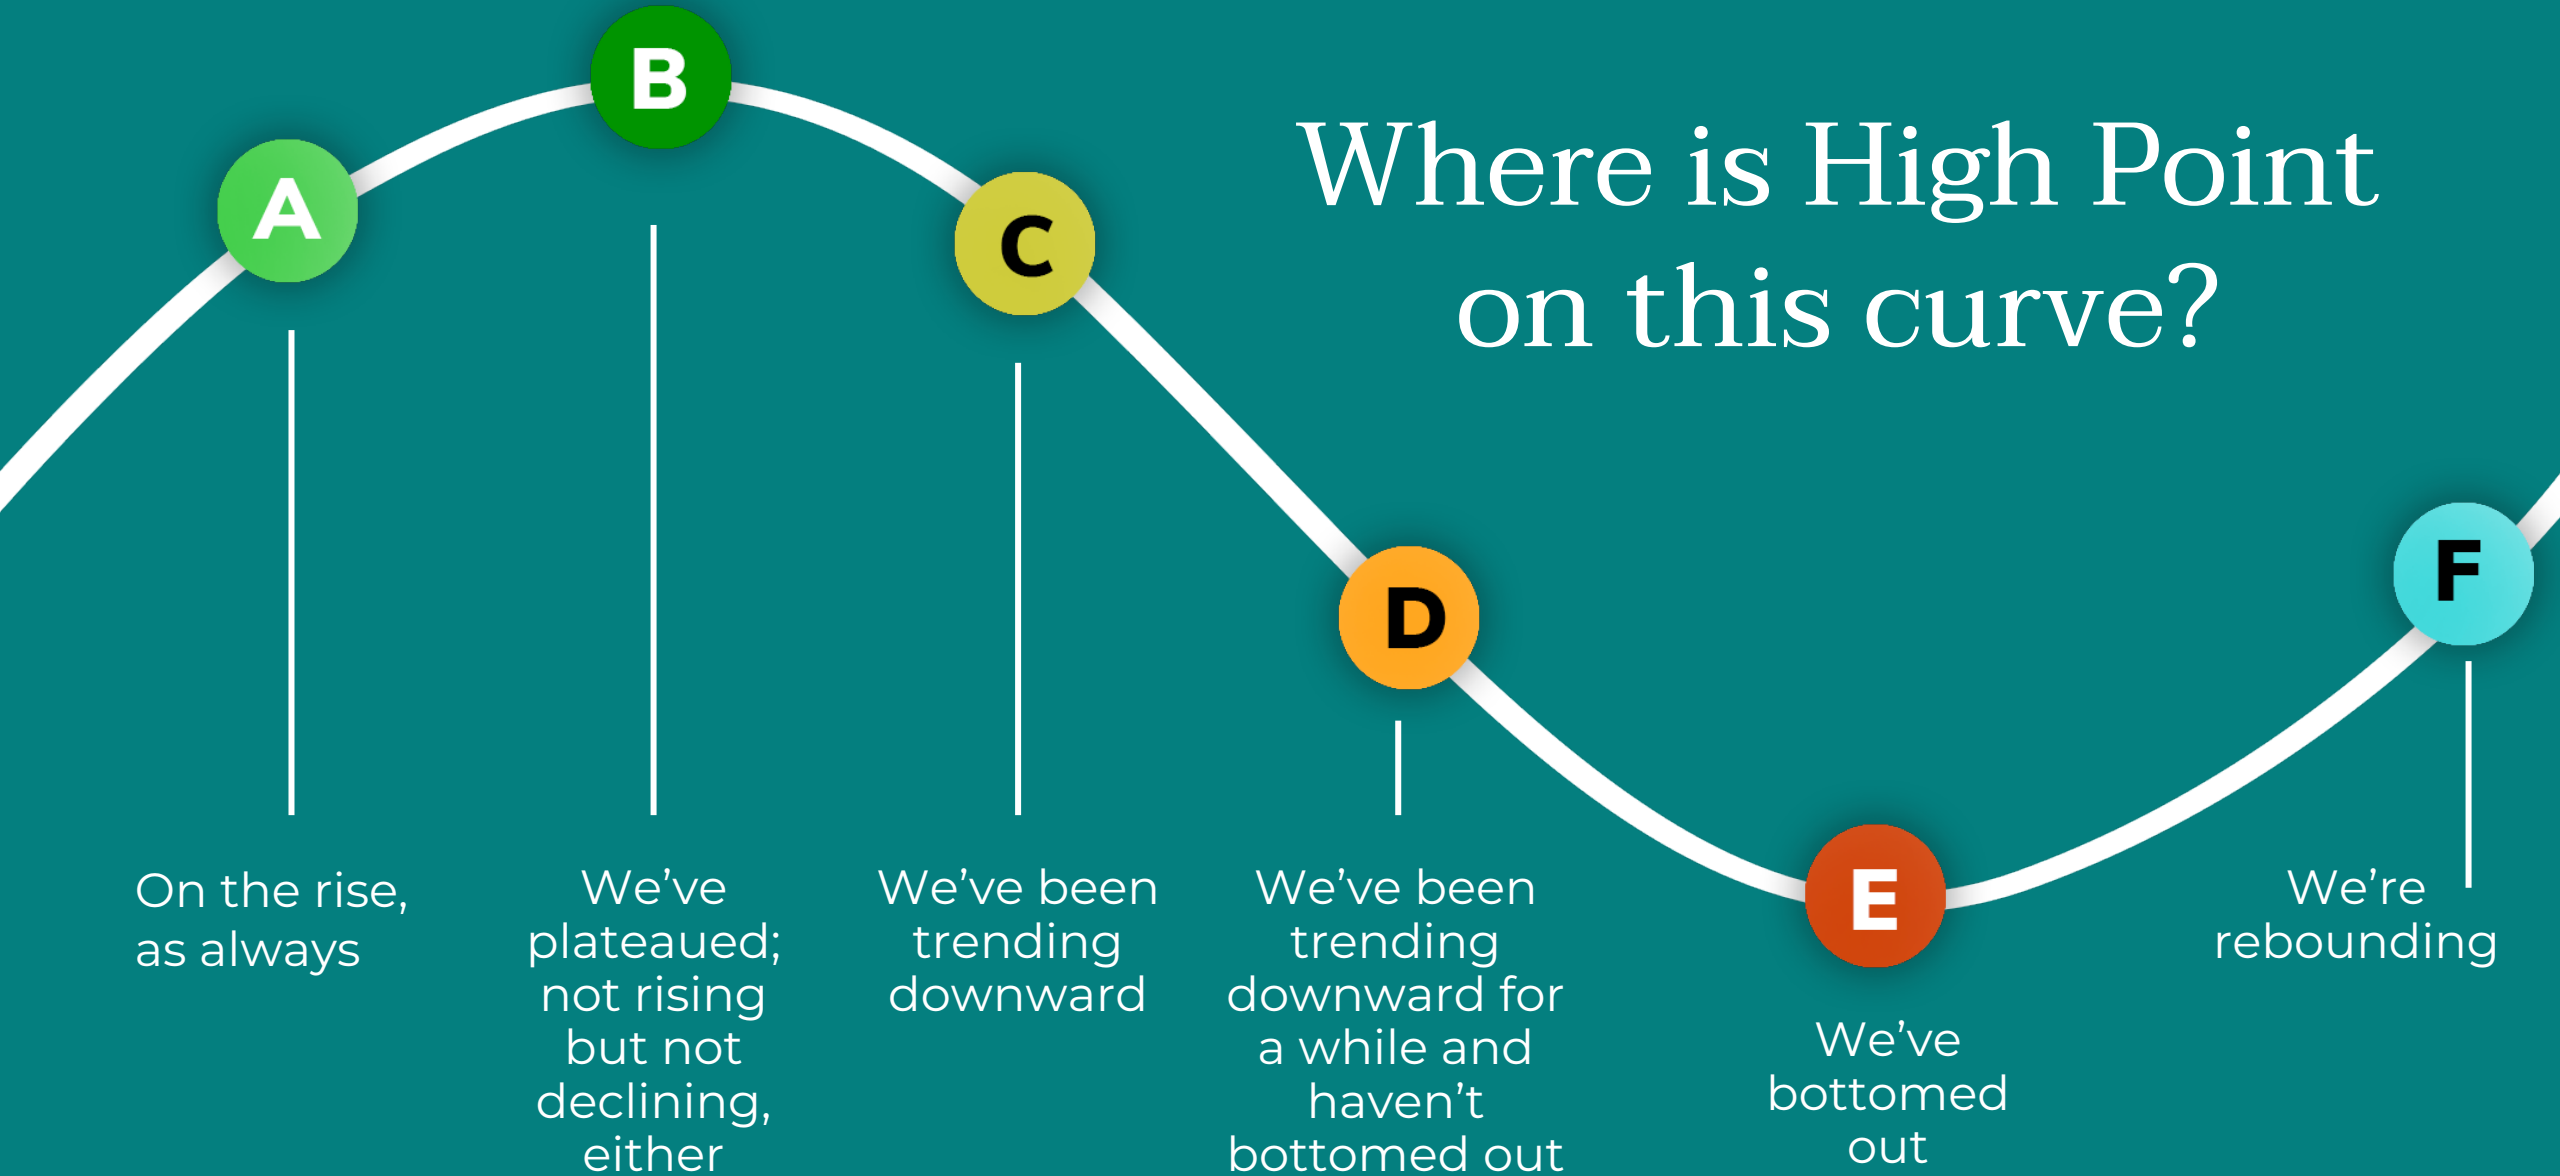 Where is High Point
on this curve?
A
B
C
D
E
F
On the rise,
as always
We’ve
plateaued;
not rising
but not
declining,
either
We’ve been
trending
downward
We’ve been
trending
downward for
a while and
haven’t
bottomed out
We’ve
bottomed
out
We’re
rebounding